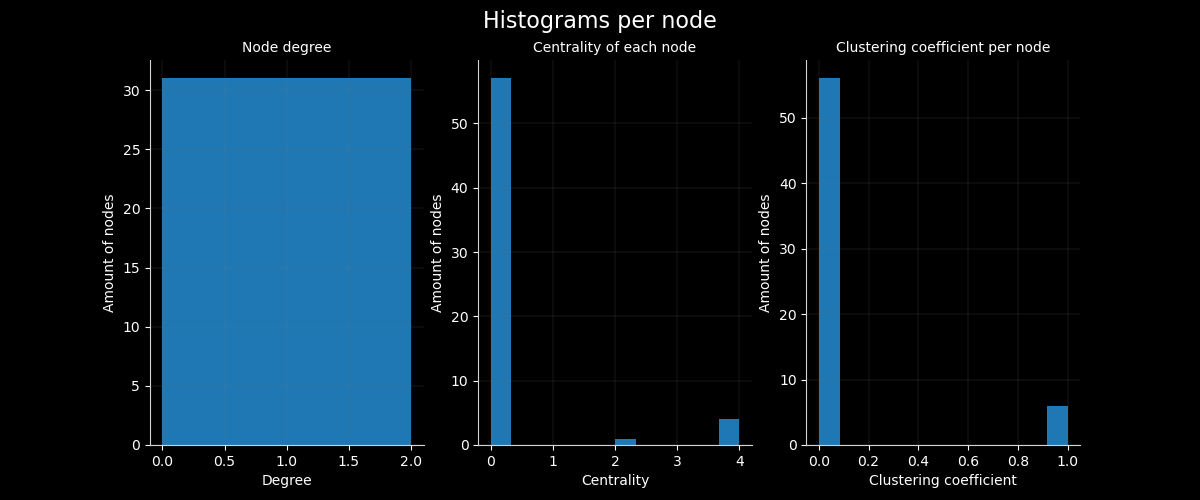 Histograms per node
Node degree
Amount of nodes
30
25
20
15
10
5
0
0.0 0.5 1.0 1.5 2.0
Degree
Centrality of each node
Amount of nodes
50
40
30
20
10
0
0 1 2 3 4
Centrality
Clustering coefficient per node
Amount of nodes
50
40
30
20
10
0
0.0 0.2 0.4 0.6 0.8 1.0
Clustering coefficient